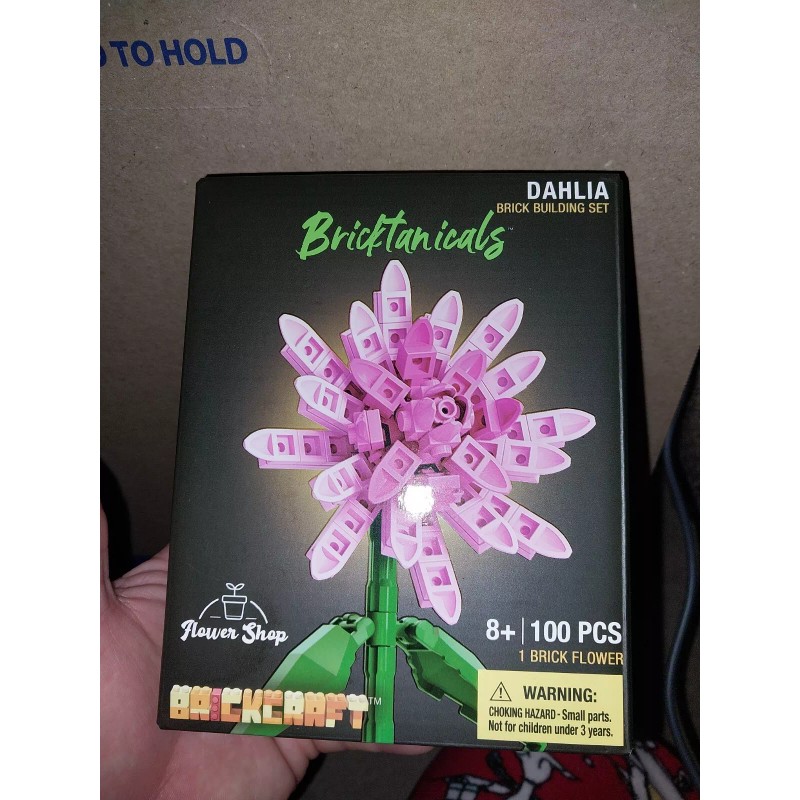 TO HOLD
DAHLIA
BRICK BUILDING SET
Bricktanicals™
Flower Shop
8+ | 100 PCS
1 BRICK FLOWER
BRICKCRAFT™
WARNING:
CHOKING HAZARD - Small parts.
Not for children under 3 years.